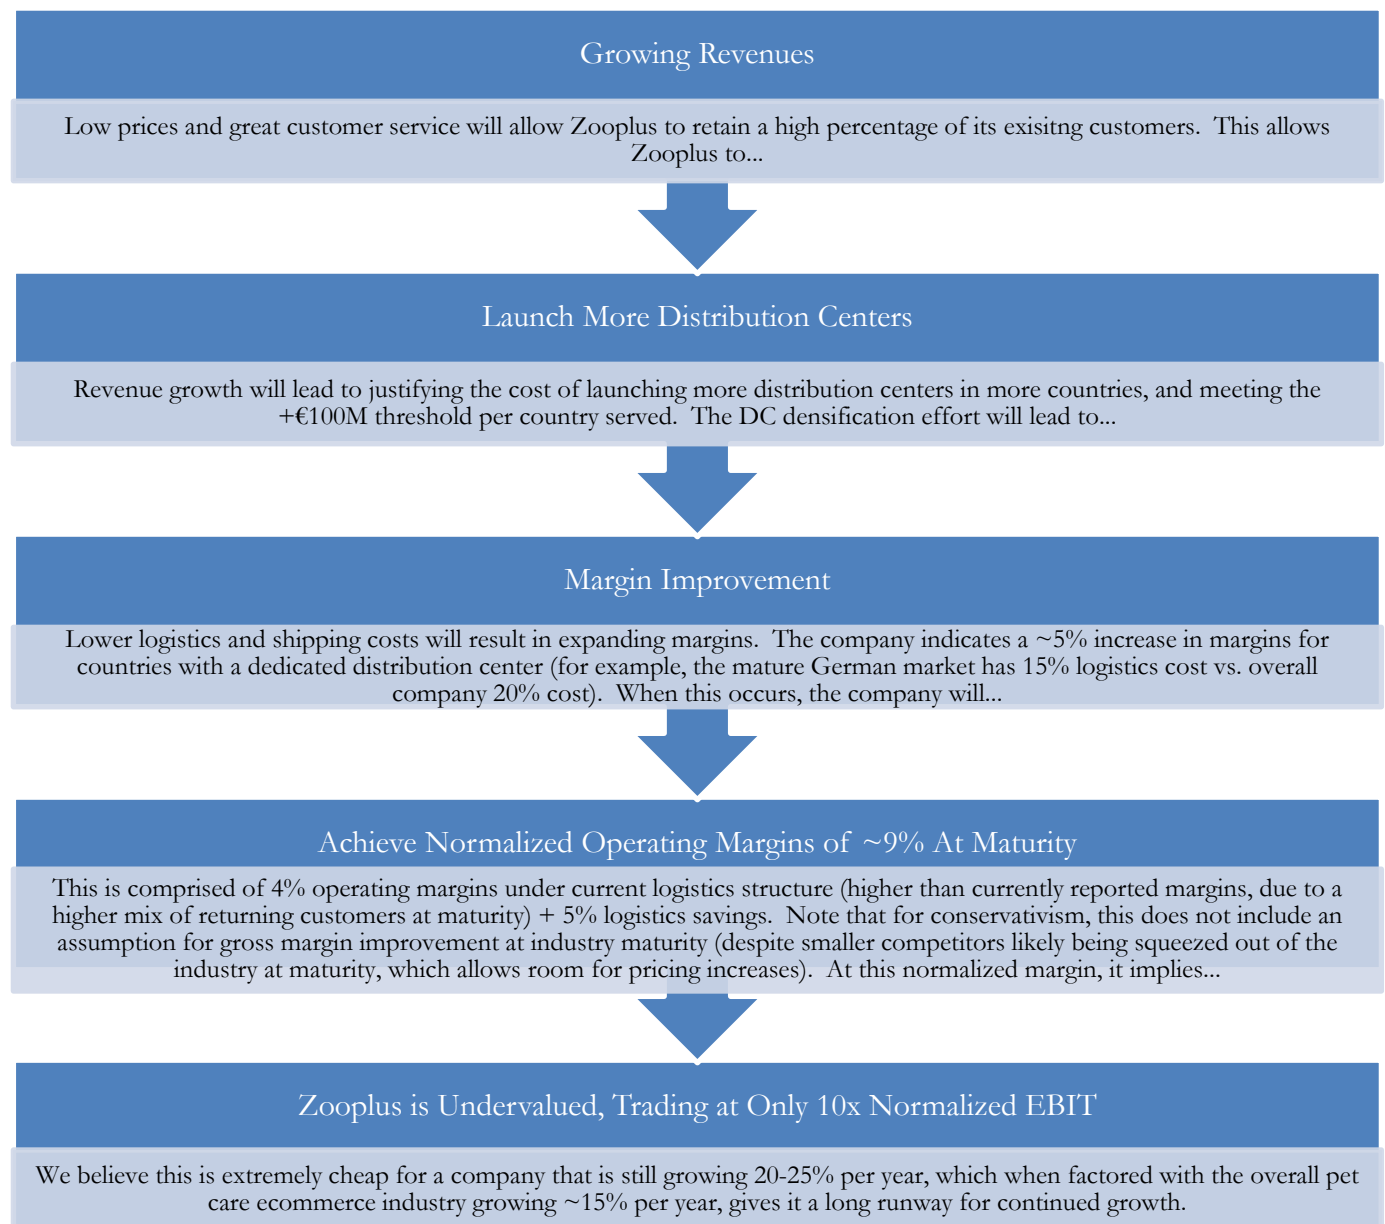 Growing Revenues
Low prices and great customer service will allow Zooplus to retain a high percentage of its exisitng customers.  This allows
Zooplus to...
Launch More Distribution Centers
Revenue growth will lead to justifying the cost of launching more distribution centers in more countries, and meeting the
+€100M threshold per country served.  The DC densification effort will lead to...
Margin Improvement
Lower logistics and shipping costs will result in expanding margins.  The company indicates a ~5% increase in margins for
countries with a dedicated distribution center (for example, the mature German market has 15% logistics cost vs. overall
company 20% cost).  When this occurs, the company will...
Achieve Normalized Operating Margins of ~9% At Maturity
This is comprised of 4% operating margins under current logistics structure (higher than currently reported margins, due to a
higher mix of returning customers at maturity) + 5% logistics savings.  Note that for conservativism, this does not include an
assumption for gross margin improvement at industry maturity (despite smaller competitors likely being squeezed out of the
industry at maturity, which allows room for pricing increases).  At this normalized margin, it implies...
Zooplus is Undervalued, Trading at Only 10x Normalized EBIT
We believe this is extremely cheap for a company that is still growing 20-25% per year, which when factored with the overall pet
care ecommerce industry growing ~15% per year, gives it a long runway for continued growth.